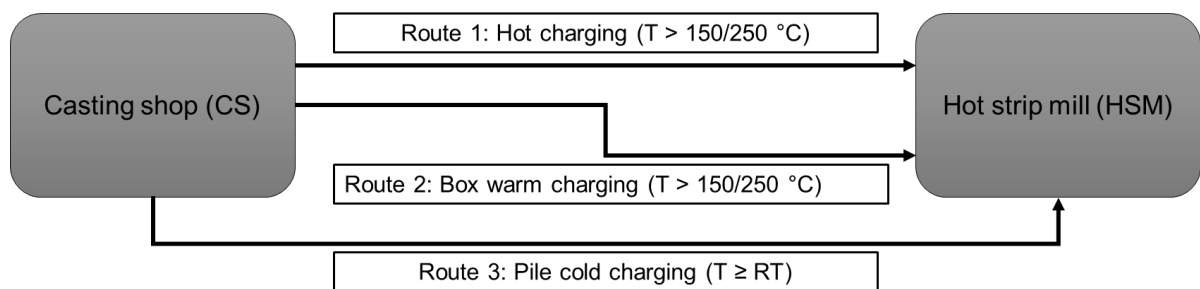 Route 1: Hot charging (T > 150/250 °C)
Casting shop (CS)
Hot strip mill (HSM)
Route 2: Box warm charging (T > 150/250 °C)
Route 3: Pile cold charging (T ≥ RT)